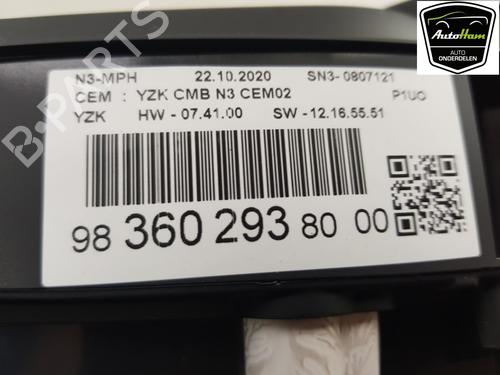 AutoHam
AUTO
ONDERDELEN
N3-MPH 22.10.2020 SN3-0807121
CEM : YZK CMB N3 CEM02 P1UO
YZK HW - 07.41.00 SW -12.16.55.51
98 360 293 80 00
B-PARTS